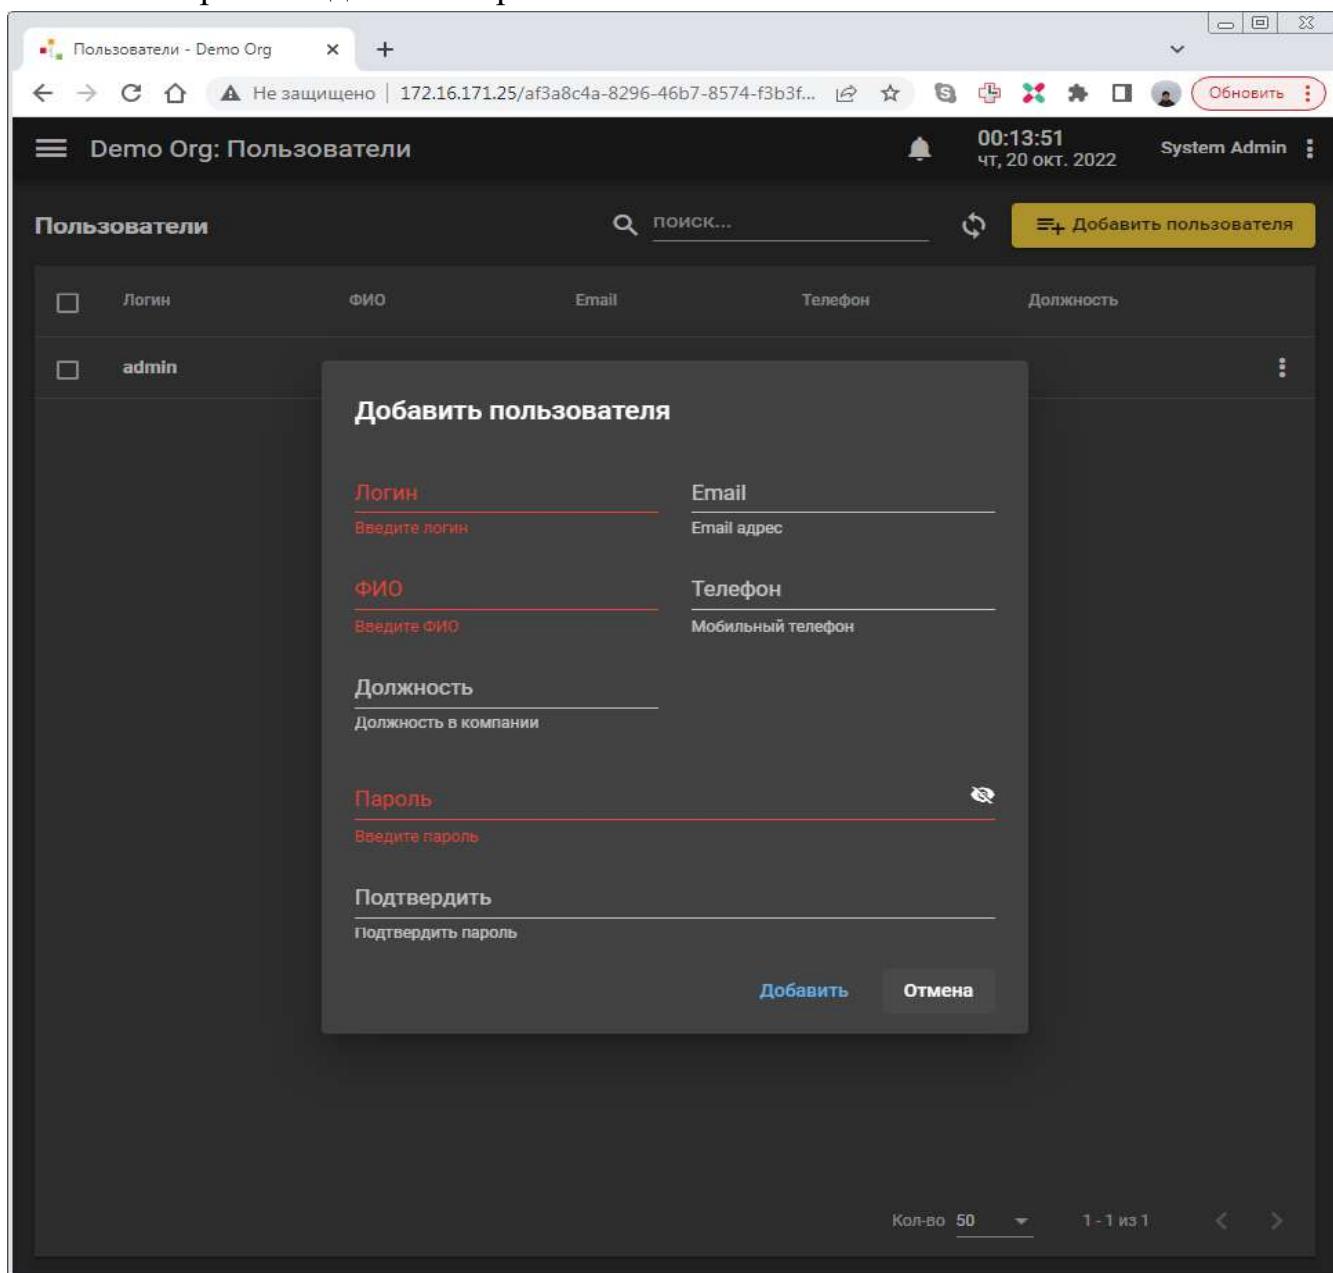 Пользователи - Demo Org
Не защищено | 172.16.171.25/af3a8c4a-8296-46b7-8574-f3b3f...
Обновить
Demo Org: Пользователи
00:13:51
чт, 20 окт. 2022
System Admin
Пользователи
поиск...
Добавить пользователя
Логин ФИО Email Телефон Должность
admin
Добавить пользователя
Логин
Введите логин
Email
Email адрес
ФИО
Введите ФИО
Телефон
Мобильный телефон
Должность
Должность в компании
Пароль
Введите пароль
Подтвердить
Подтвердить пароль
Добавить Отмена
Кол-во 50 1 - 1 из 1